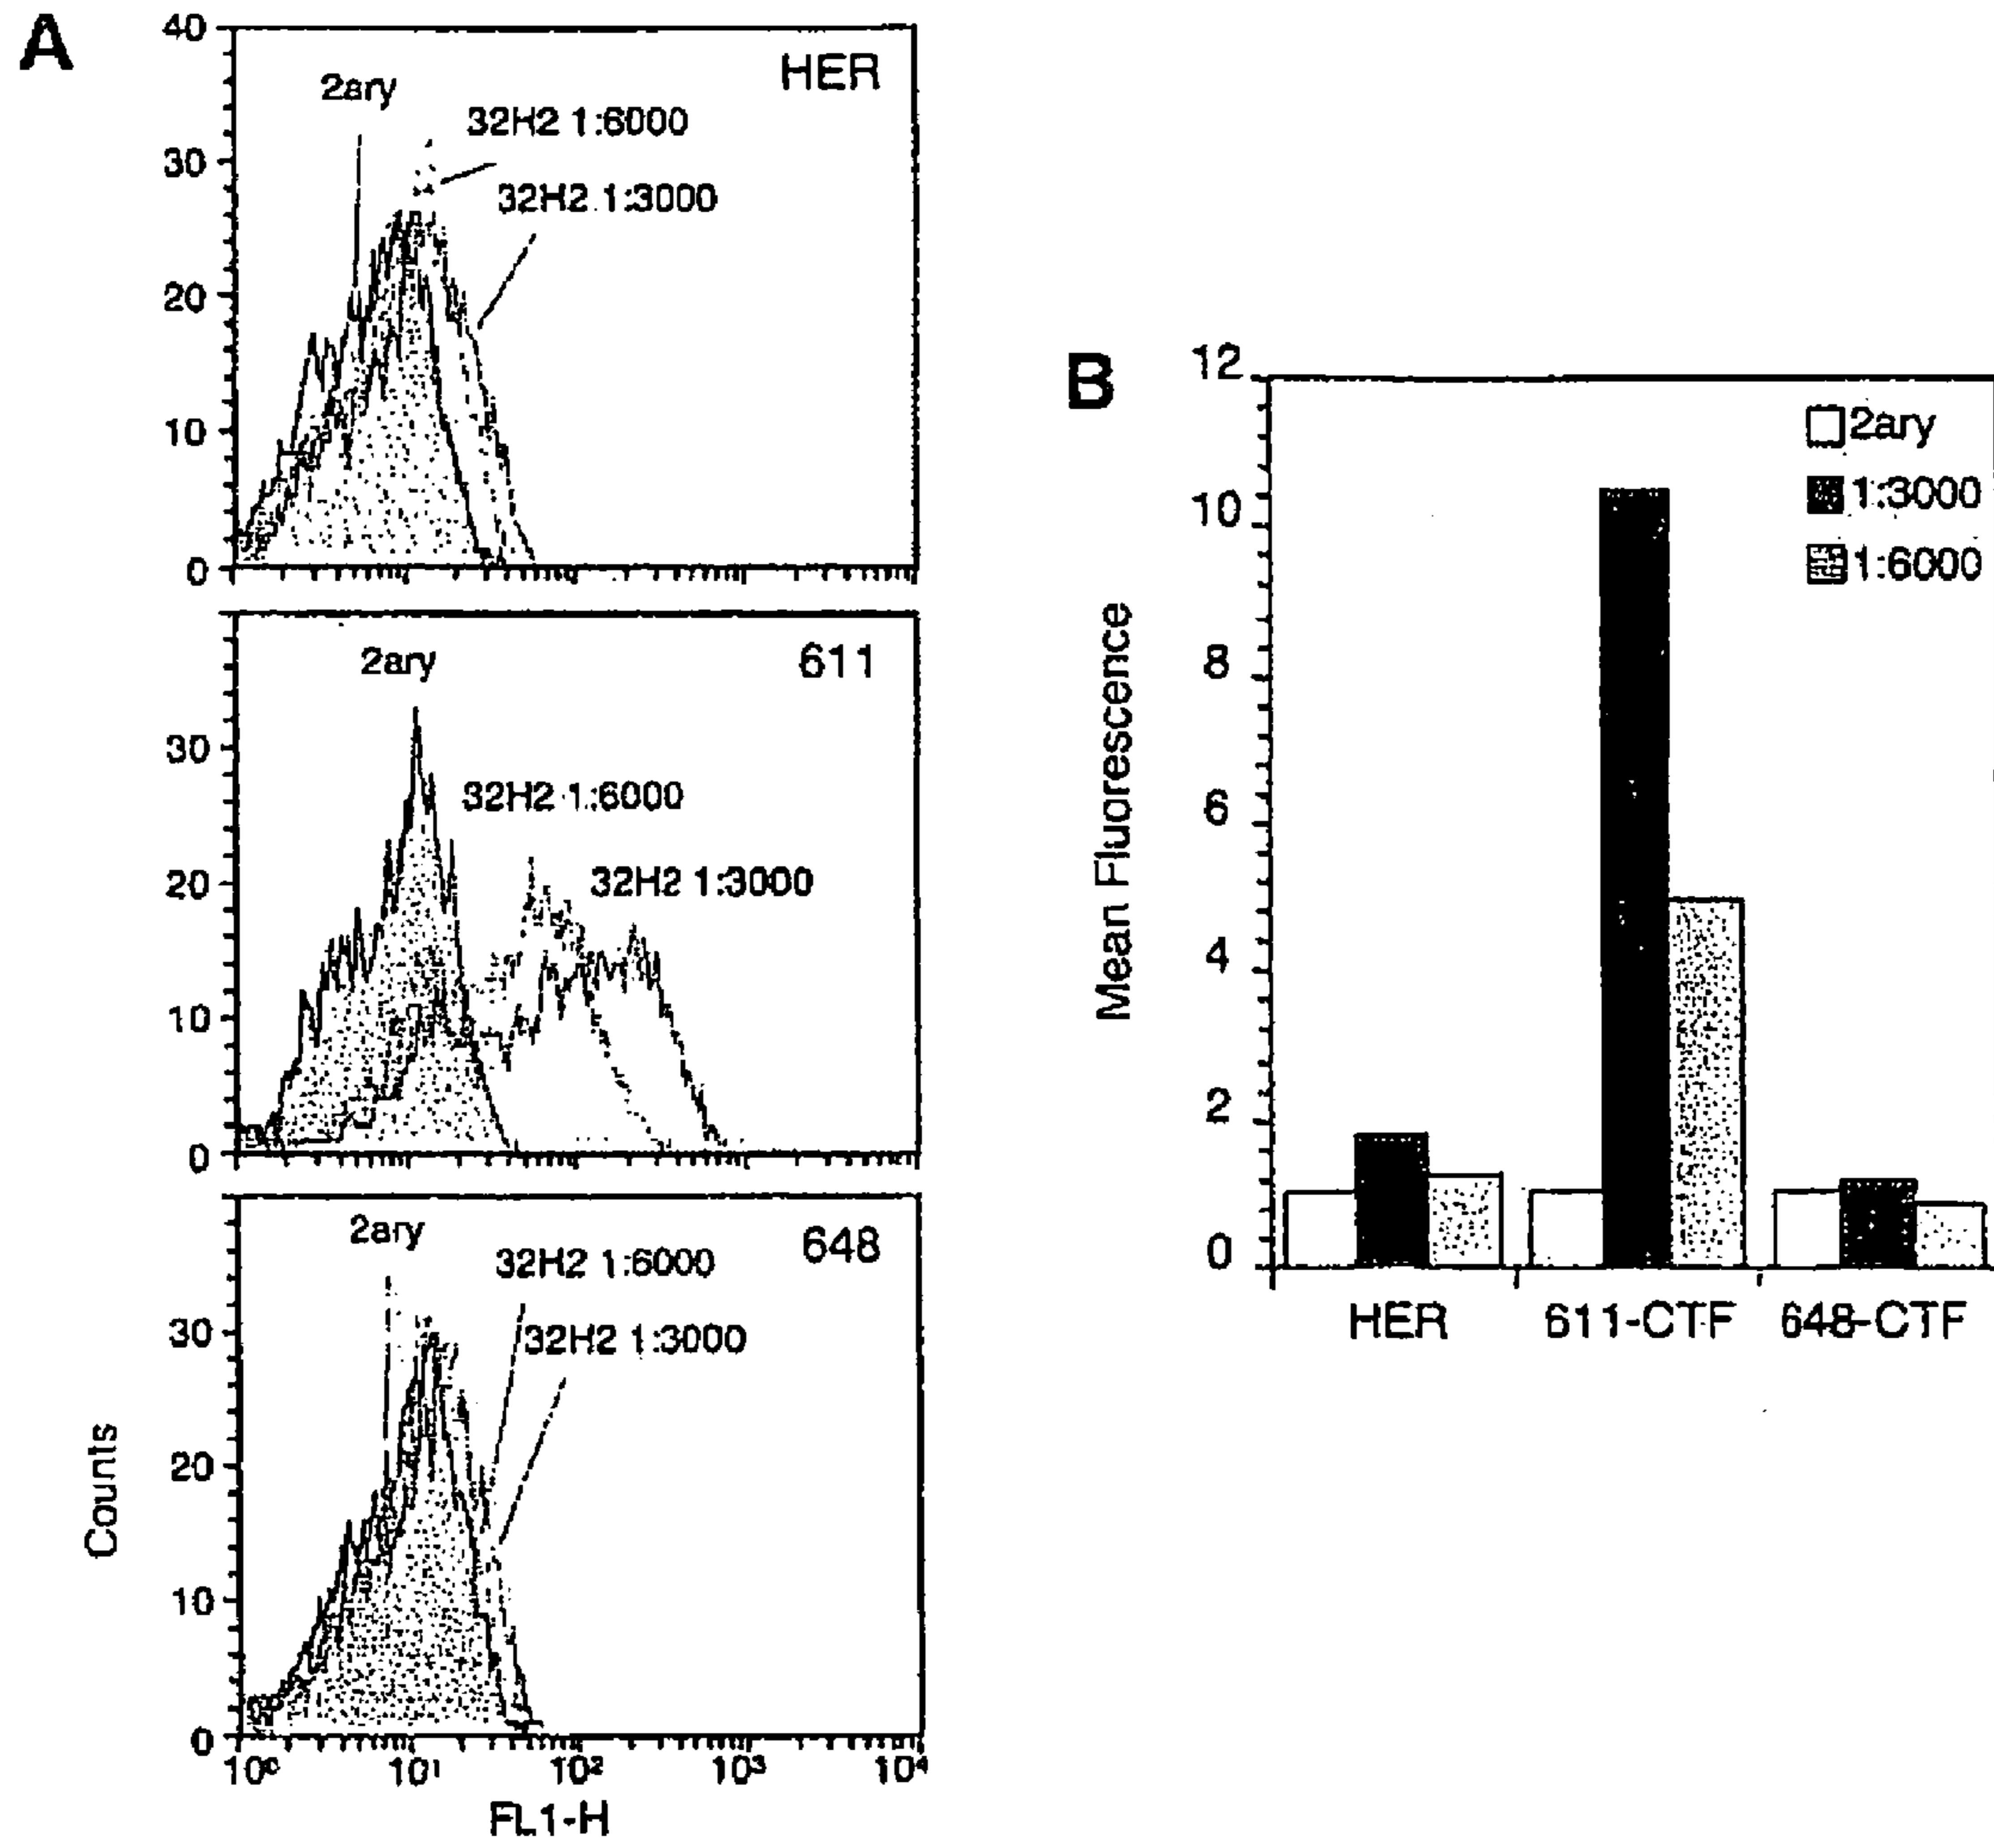 A
40
30
20
10
0
HER
2ary
32H2 1:6000
32H2 1:3000
30
20
10
0
611
2ary
32H2 1:6000
32H2 1:3000
Counts
30
20
10
0
648
2ary
32H2 1:6000
32H2 1:3000
10⁰ 10¹ 10² 10³ 10⁴
FL1-H
B
Mean Fluorescence
12
10
8
6
4
2
0
2ary
1:3000
1:6000
HER 611-CTF 648-CTF